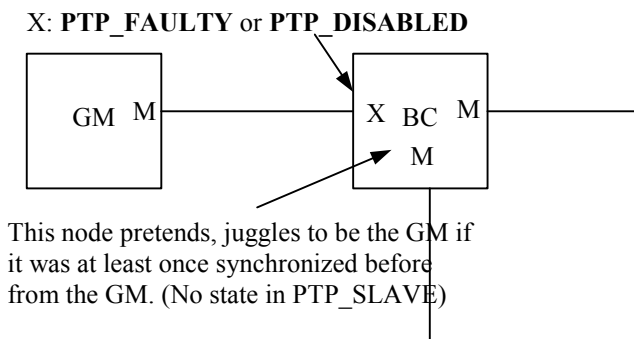 X: PTP_FAULTY or PTP_DISABLED
GM M
X BC M
M
This node pretends, juggles to be the GM if
it was at least once synchronized before
from the GM. (No state in PTP_SLAVE)